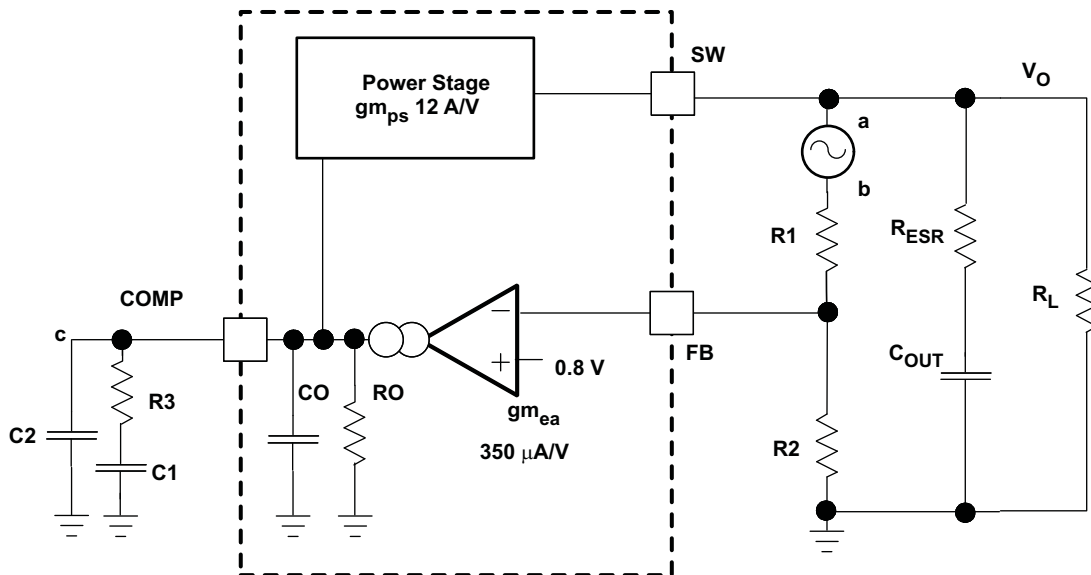 SW
Power Stage
gm_ps 12 A/V
V_O
a
b
R1
R_ESR
R_L
COMP
c
FB
0.8 V
C_OUT
R3
CO
RO
gm_ea
350 μA/V
C2
C1
R2